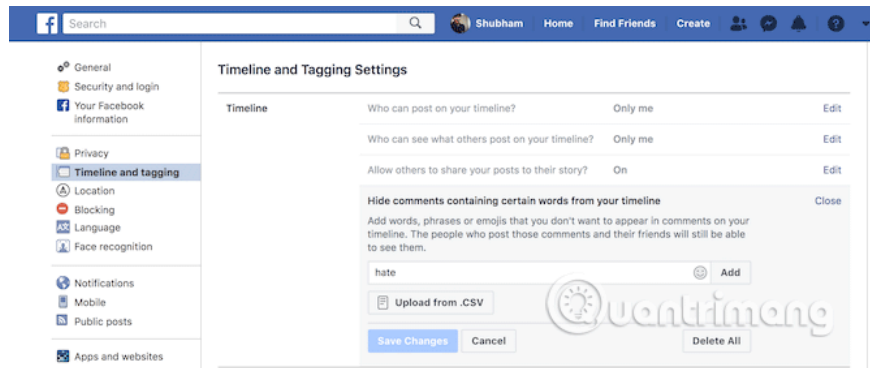 f Search Shubham Home Find Friends Create
General
Security and login
Your Facebook
information
Privacy
Timeline and tagging
Location
Blocking
Language
Face recognition
Notifications
Mobile
Public posts
Apps and websites
Timeline and Tagging Settings
Timeline Who can post on your timeline? Only me Edit
Who can see what others post on your timeline? Only me Edit
Allow others to share your posts to their story? On Edit
Hide comments containing certain words from your timeline Close
Add words, phrases or emojis that you don't want to appear in comments on your
timeline. The people who post those comments and their friends will still be able
to see them.
hate Add
Upload from .CSV
Save Changes Cancel Delete All
Quantrimang